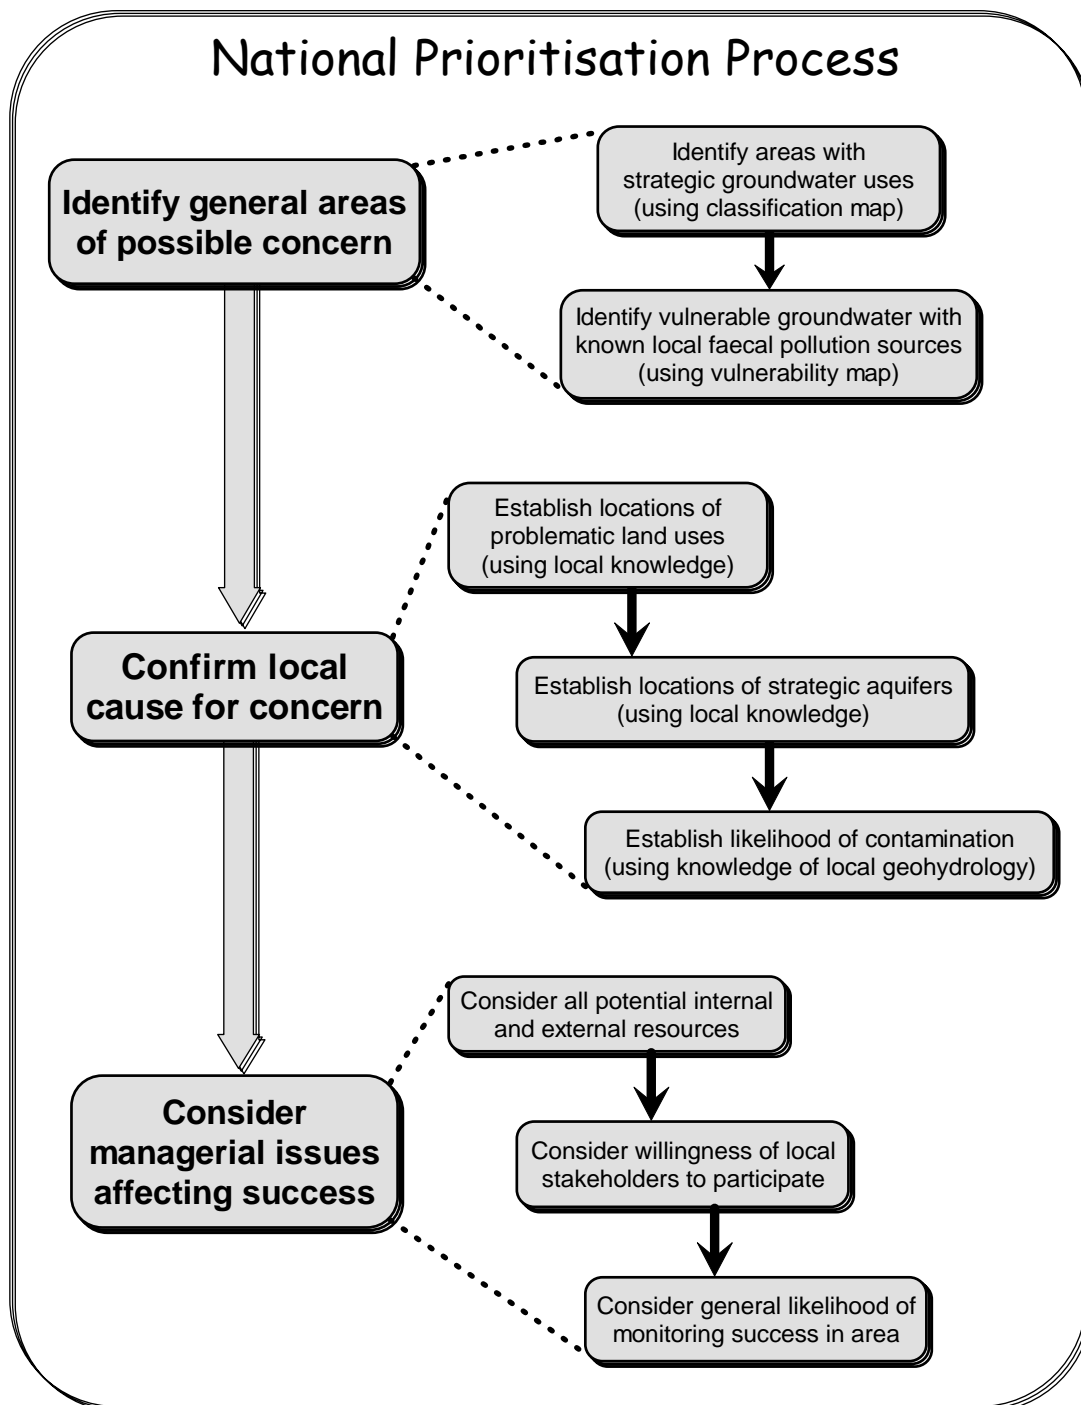 National Prioritisation Process
Identify general areas
of possible concern
Identify areas with
strategic groundwater uses
(using classification map)
Identify vulnerable groundwater with
known local faecal pollution sources
(using vulnerability map)
Confirm local
cause for concern
Establish locations of
problematic land uses
(using local knowledge)
Establish locations of strategic aquifers
(using local knowledge)
Establish likelihood of contamination
(using knowledge of local geohydrology)
Consider
managerial issues
affecting success
Consider all potential internal
and external resources
Consider willingness of local
stakeholders to participate
Consider general likelihood of
monitoring success in area